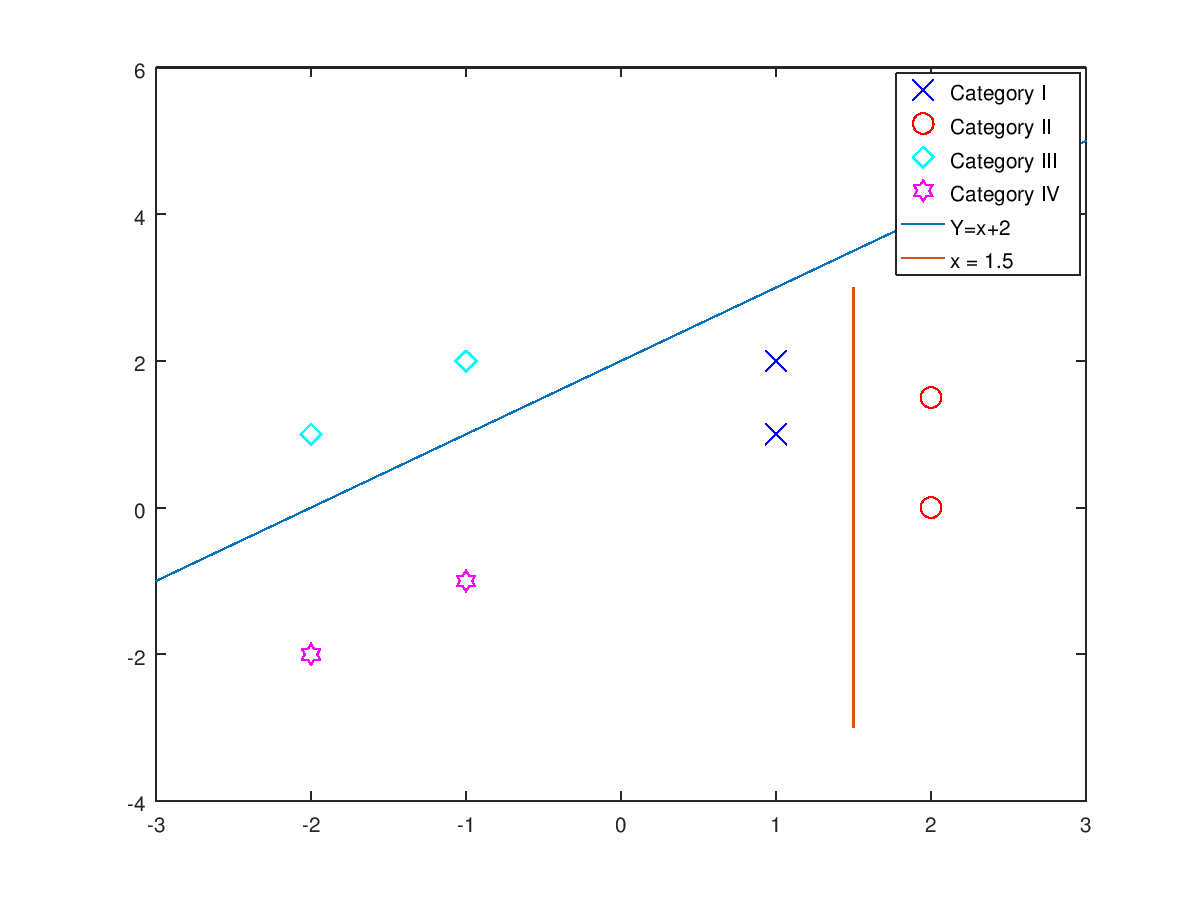 6
4
2
0
-2
-4
-3
-2
-1
0
1
2
3
Category I
Category II
Category III
Category IV
Y=x+2
x = 1.5